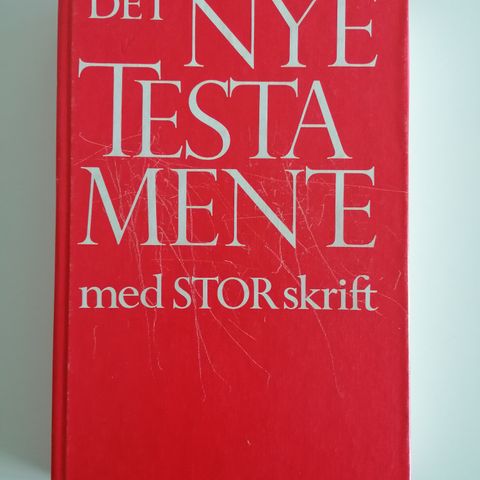 DET NYE
TESTA
MENTE
med STOR skrift